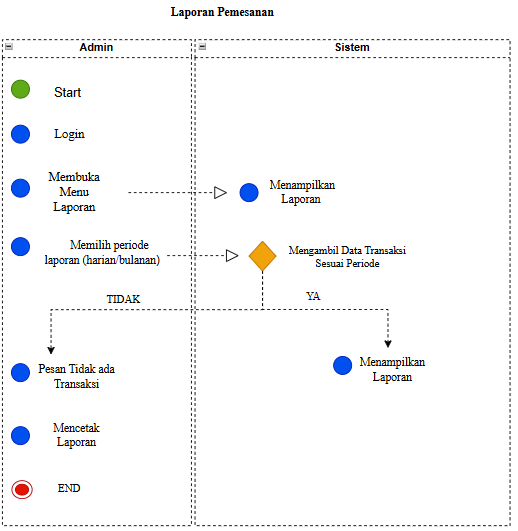 Laporan Pemesanan
Admin
Sistem
Start
Login
Membuka
Menu
Laporan
Menampilkan
Laporan
Memilih periode
laporan (harian/bulanan)
Mengambil Data Transaksi
Sesuai Periode
TIDAK
YA
Pesan Tidak ada
Transaksi
Menampilkan
Laporan
Mencetak
Laporan
END